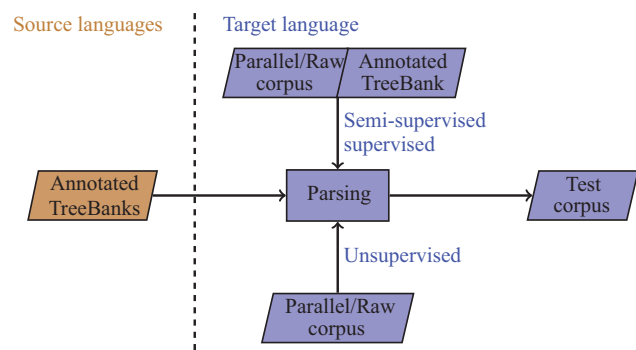 Source languages
Target language
Parallel/Raw
corpus
Annotated
TreeBank
Semi-supervised
supervised
Annotated
TreeBanks
Parsing
Test
corpus
Unsupervised
Parallel/Raw
corpus